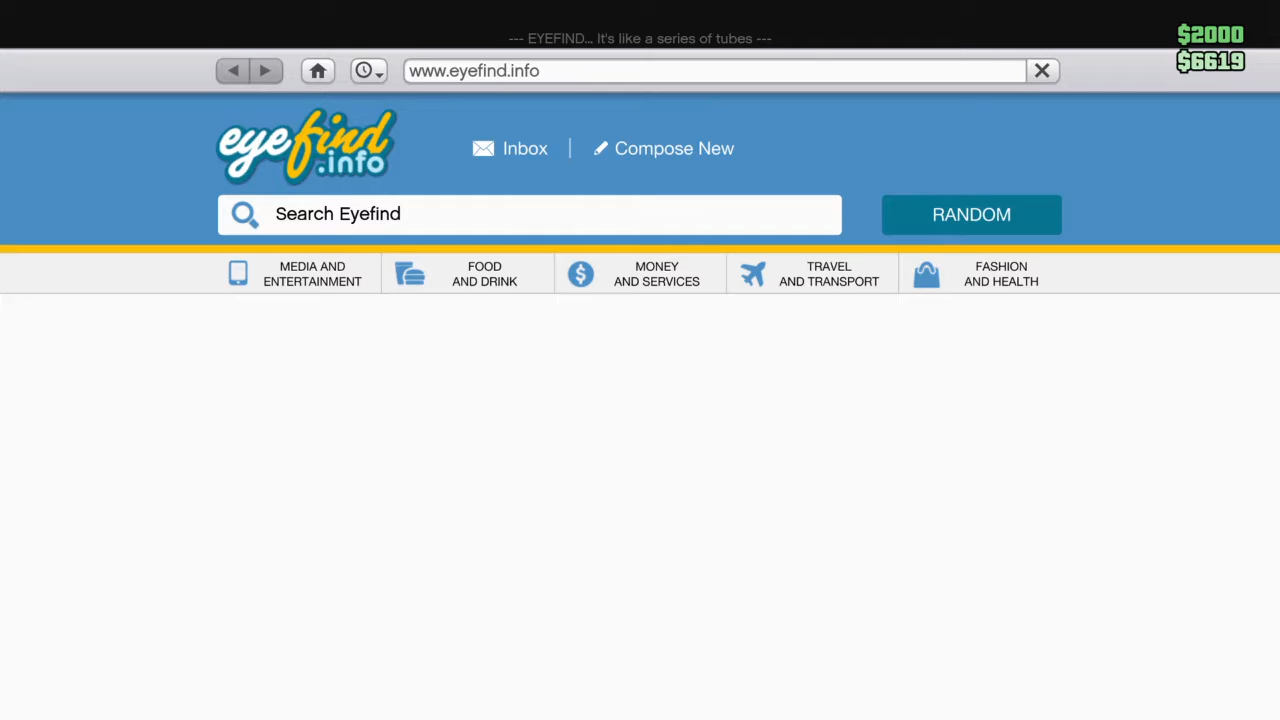 --- EYEFIND... It's like a series of tubes ---
$2000
$6619
www.eyefind.info
eyefind
.info
Inbox
Compose New
Search Eyefind
RANDOM
MEDIA AND
ENTERTAINMENT
FOOD
AND DRINK
MONEY
AND SERVICES
TRAVEL
AND TRANSPORT
FASHION
AND HEALTH